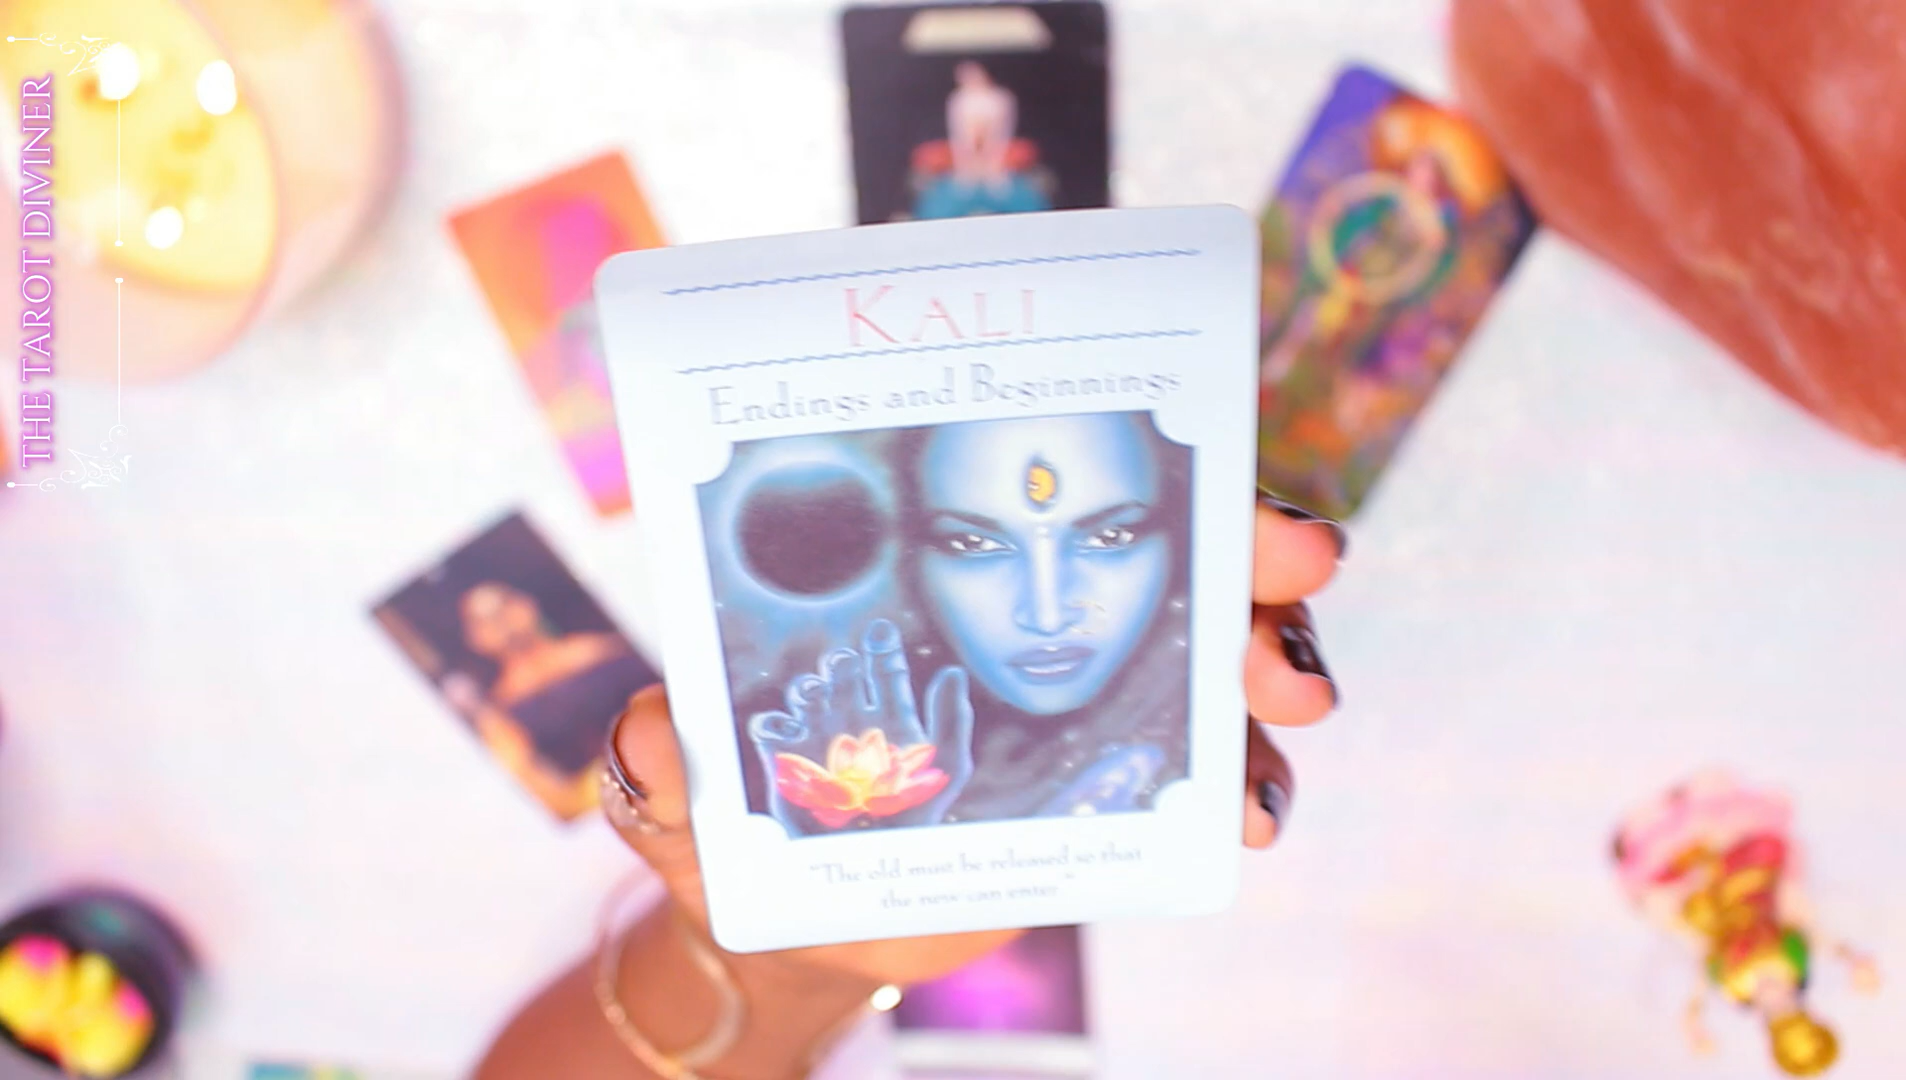 THE TAROT DIVINER
KALI
Endings and Beginnings
"The old must be released so that
the new can enter."